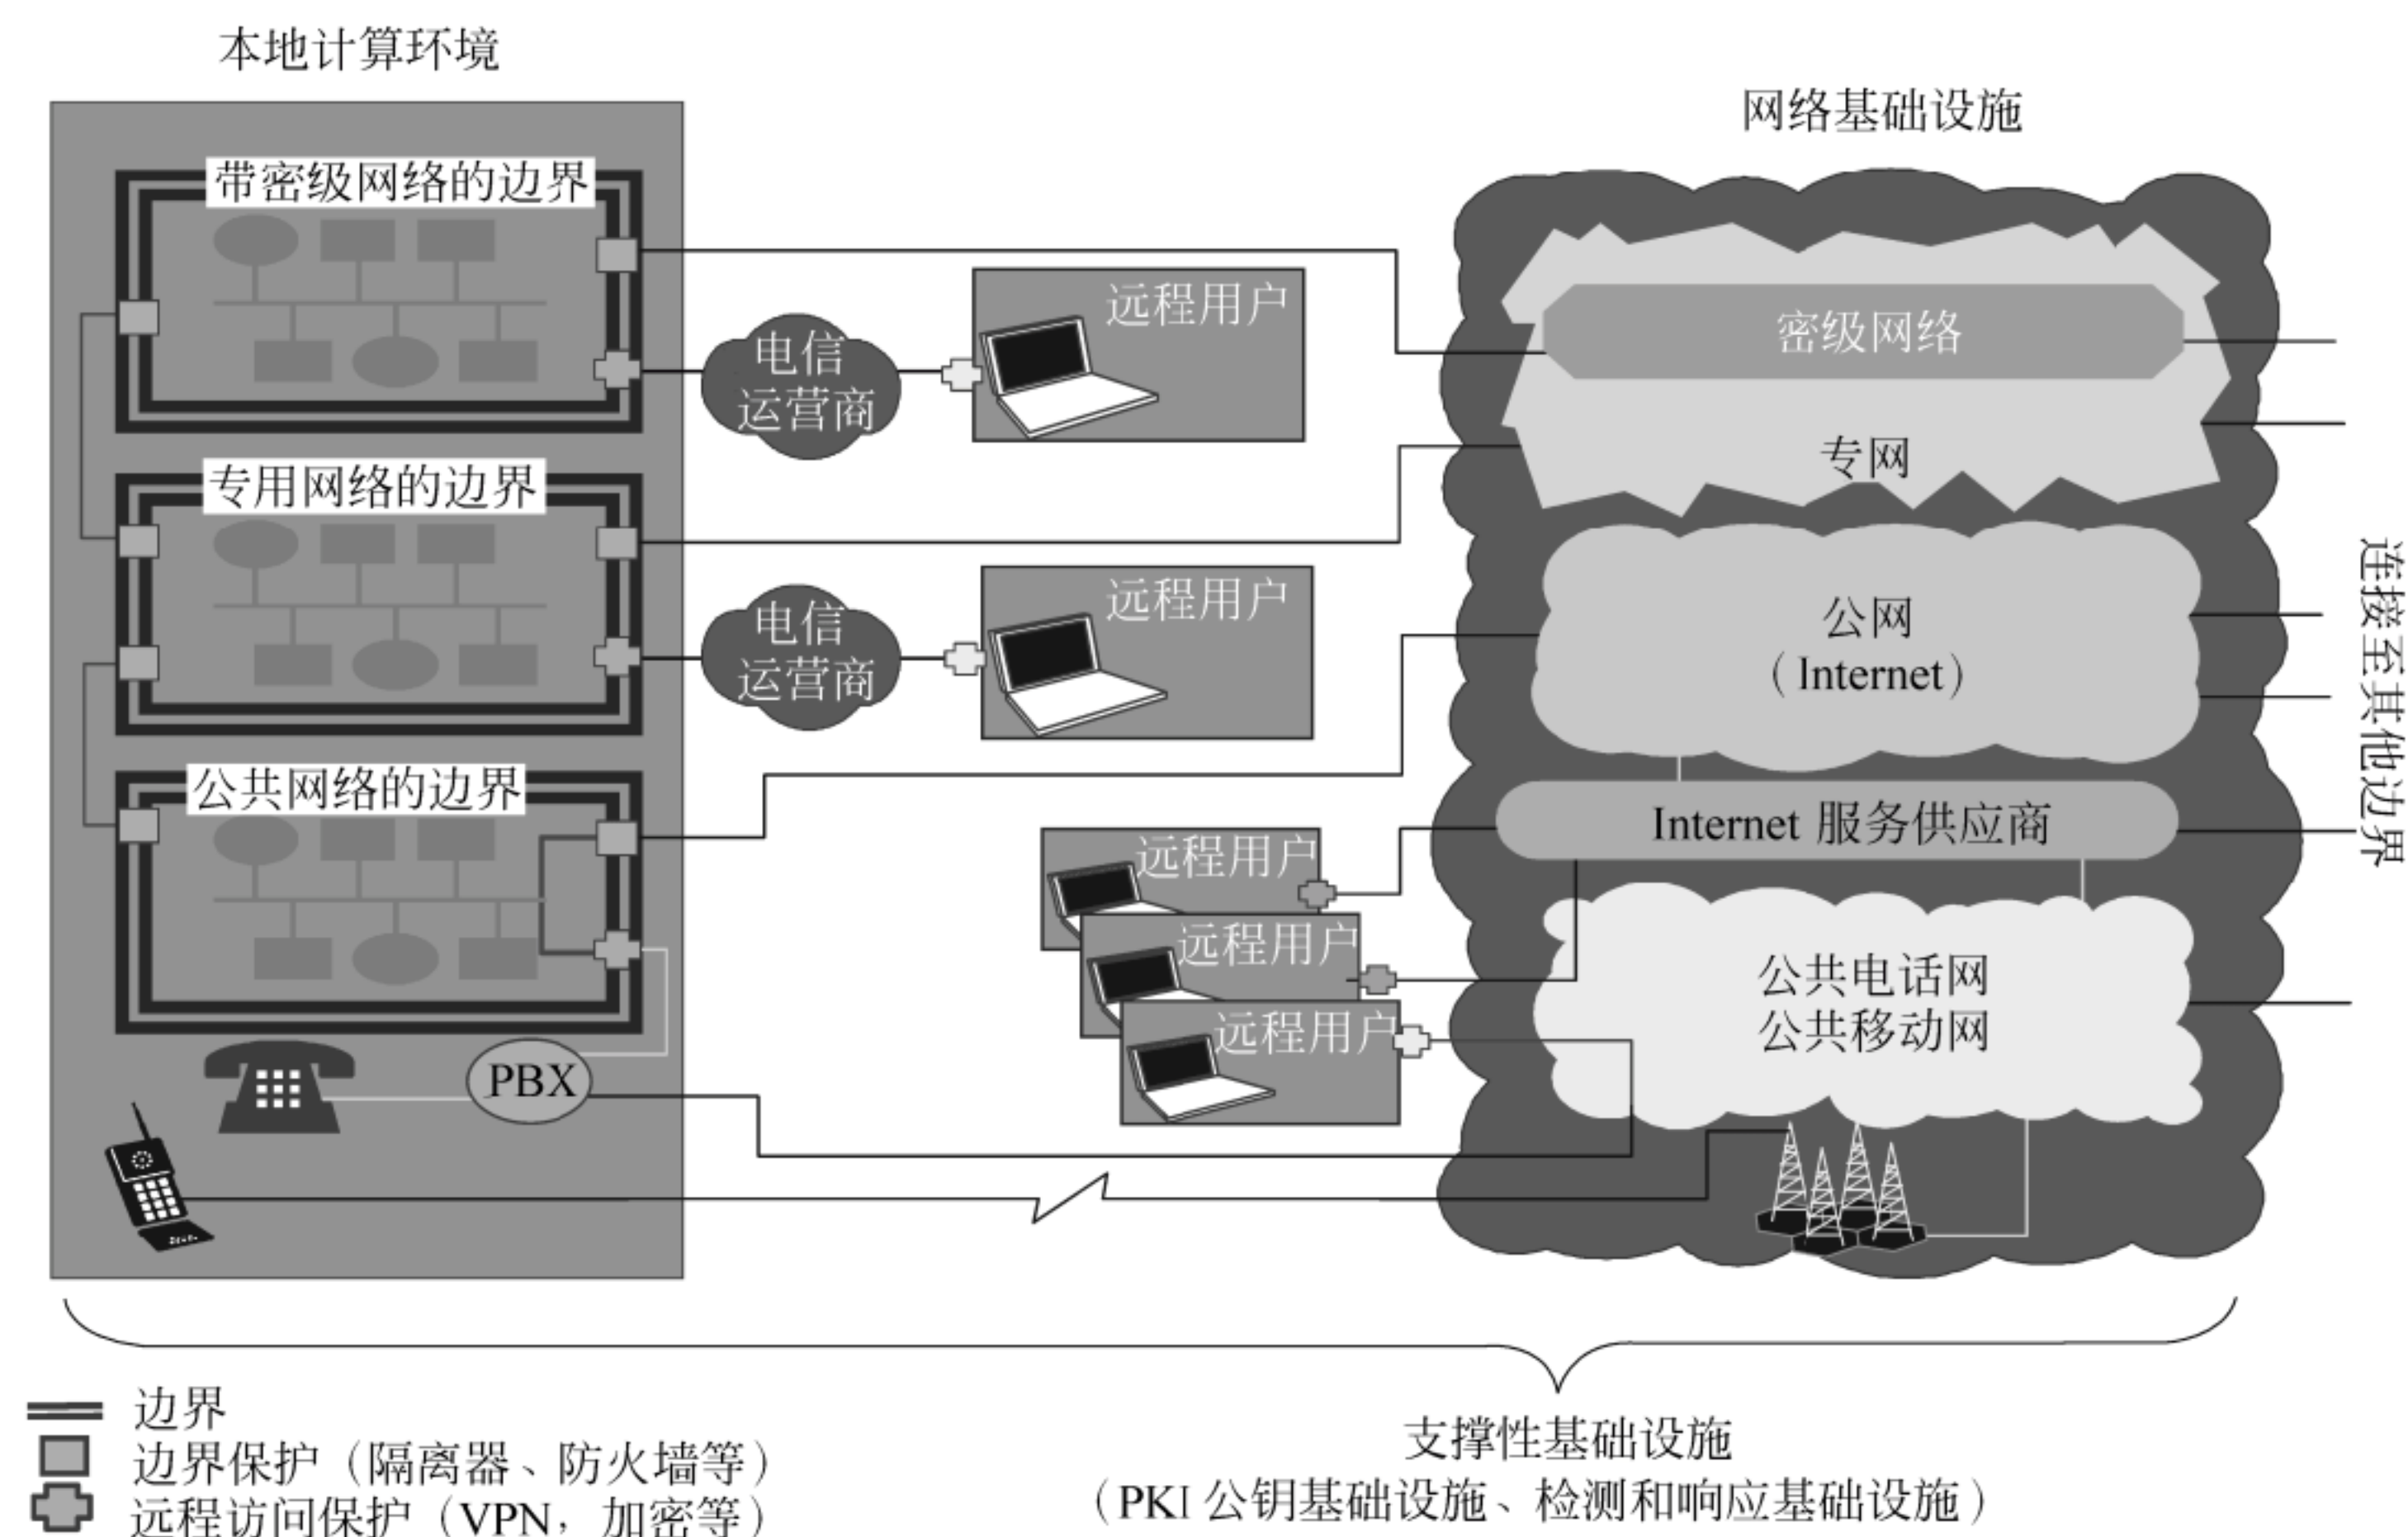 本地计算环境
网络基础设施
带密级网络的边界
远程用户
电信
运营商
密级网络
专网
专用网络的边界
远程用户
电信
运营商
公网
（Internet）
连接至其他边界
公共网络的边界
Internet 服务供应商
远程用户
远程用户
远程用户
公共电话网
公共移动网
PBX
边界
边界保护（隔离器、防火墙等）
远程访问保护（VPN，加密等）
支撑性基础设施
（PKI 公钥基础设施、检测和响应基础设施）